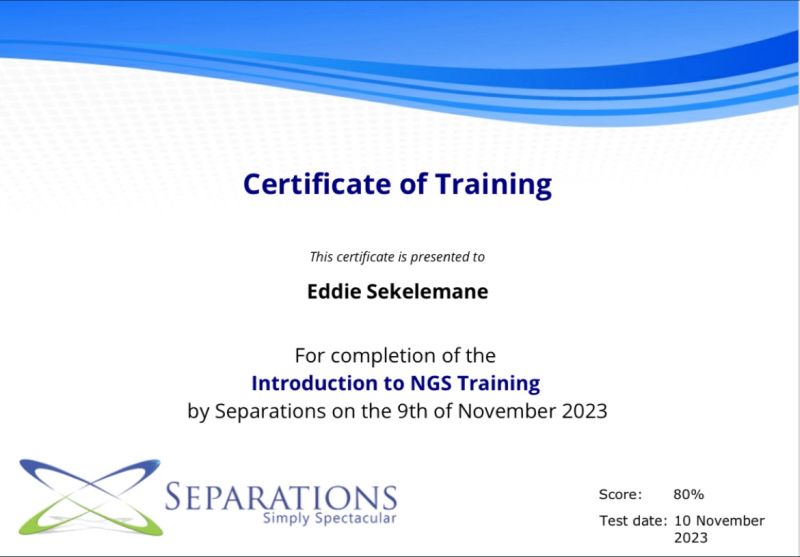 Certificate of Training
This certificate is presented to
Eddie Sekelemane
For completion of the
Introduction to NGS Training
by Separations on the 9th of November 2023
SEPARATIONS
Simply Spectacular
Score: 80%
Test date: 10 November
2023